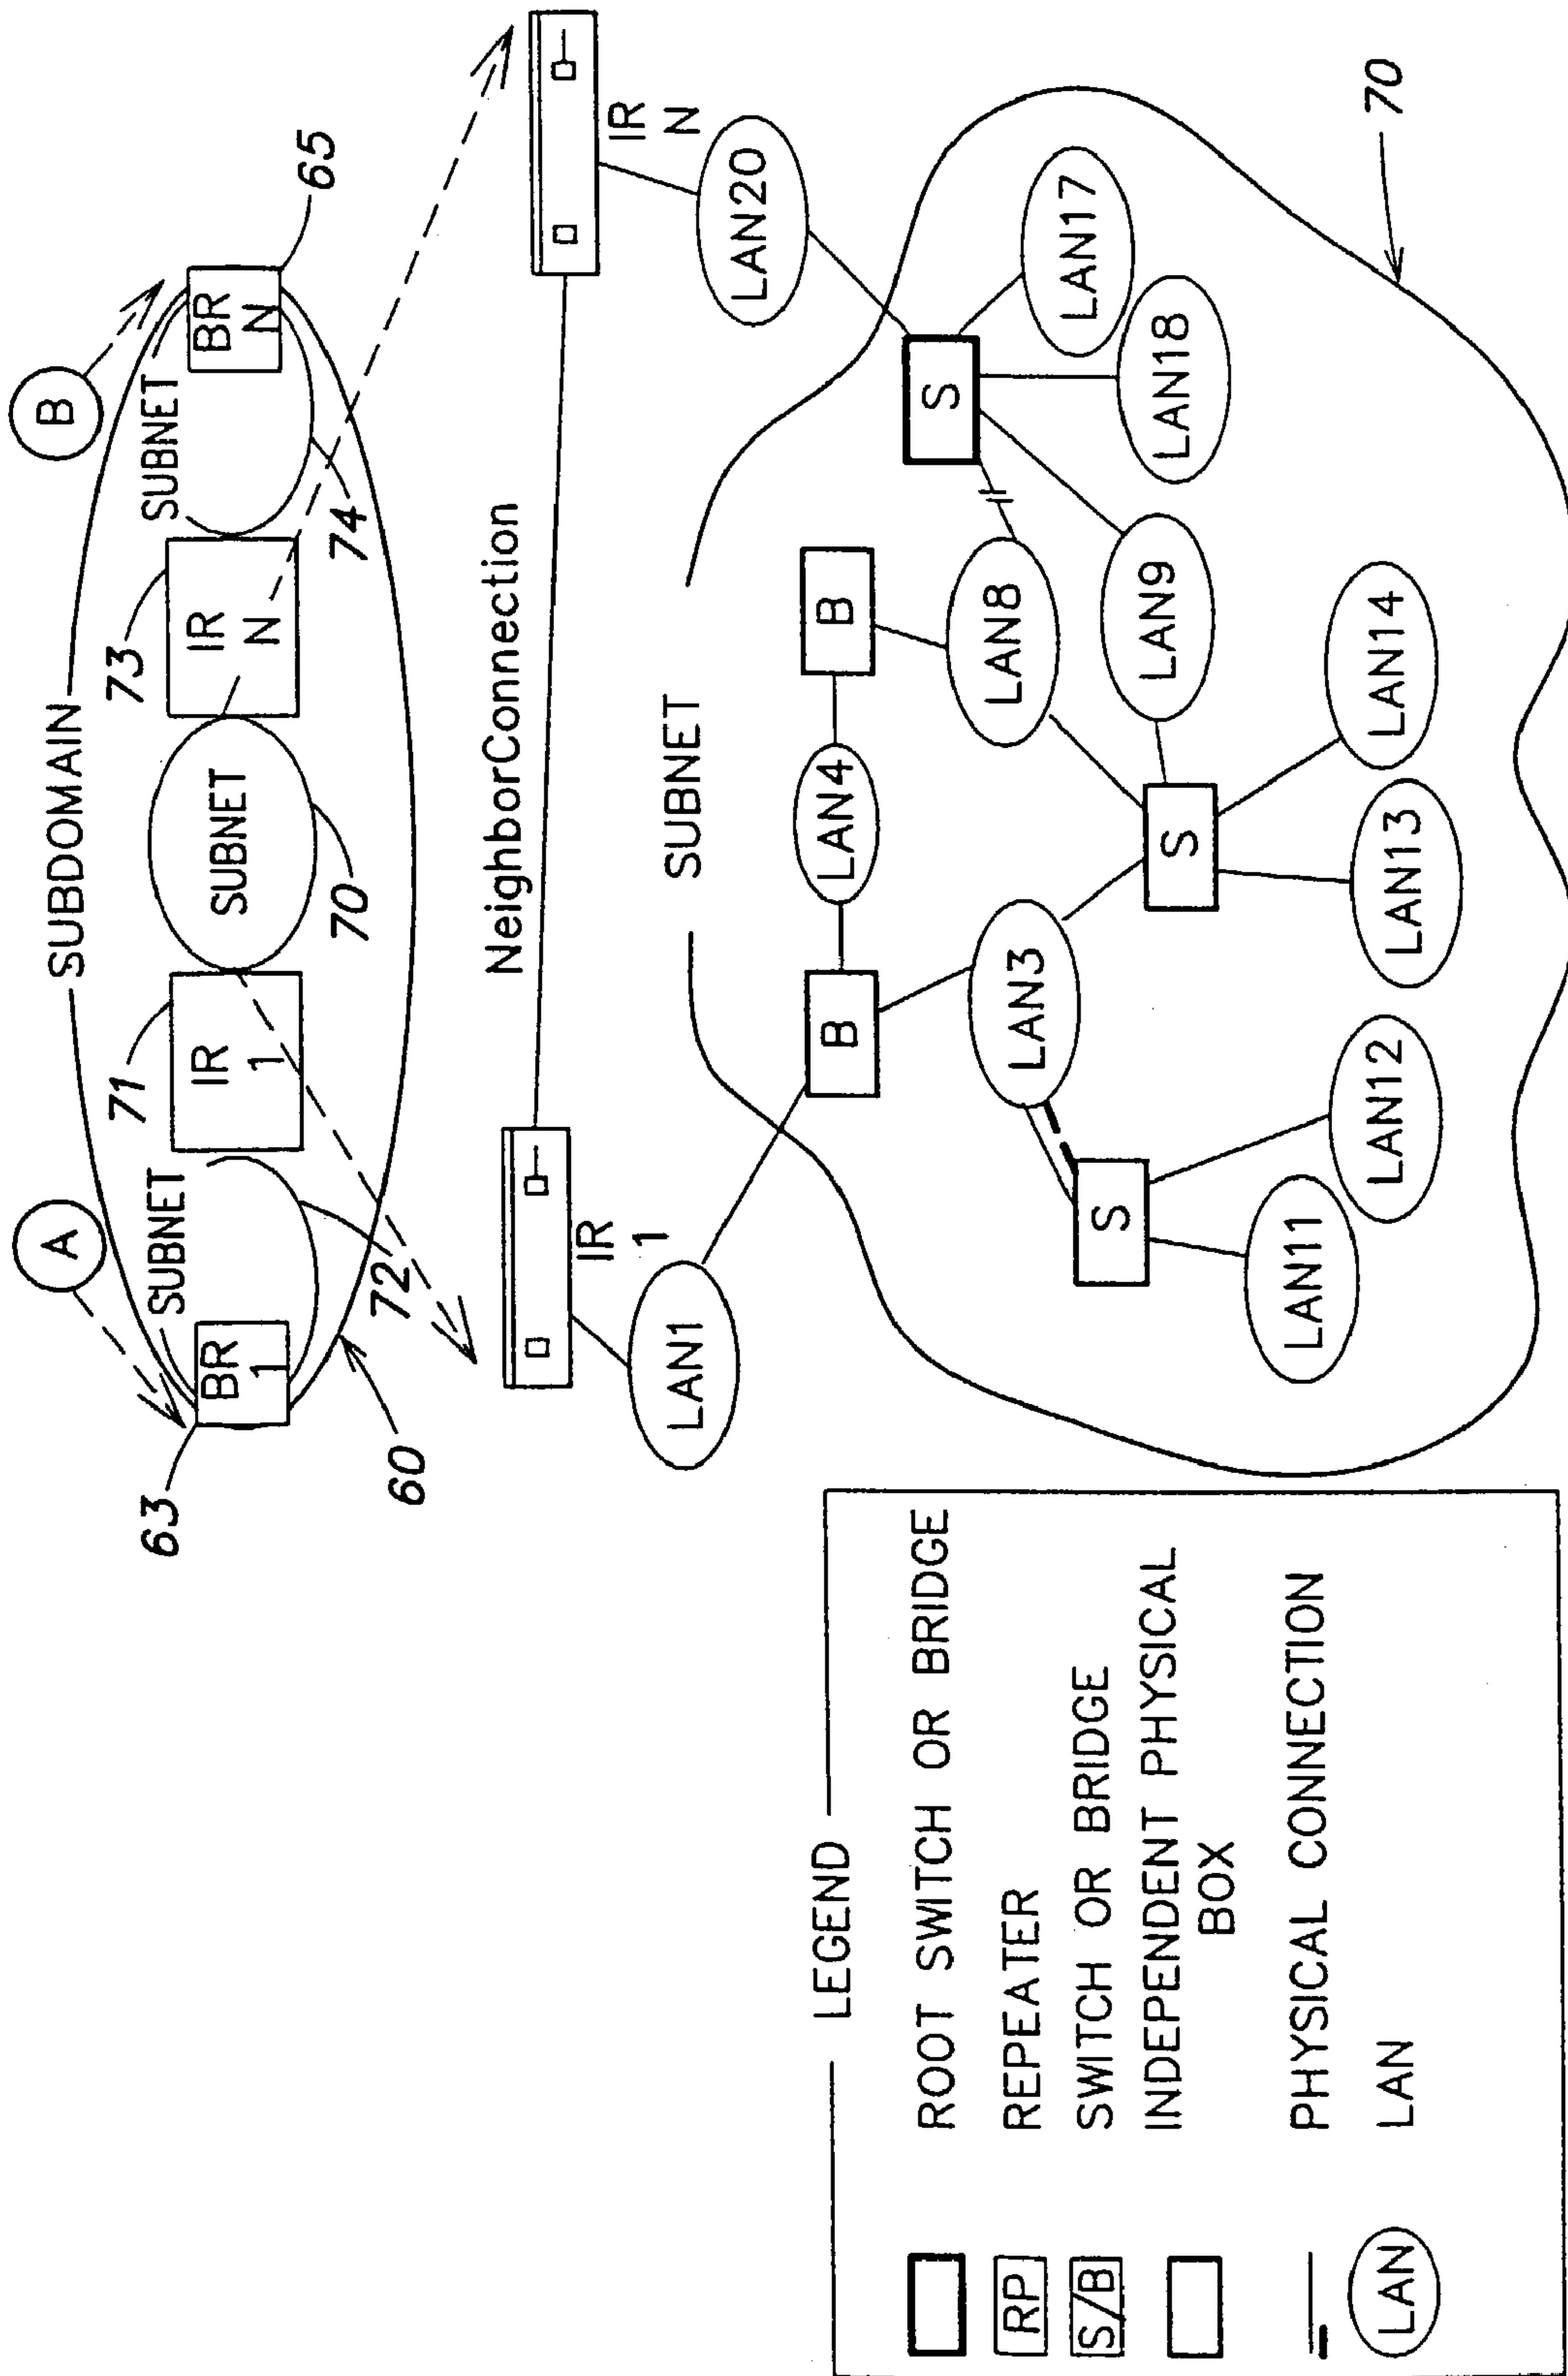 A
B
SUBDOMAIN
63
BR
1
SUBNET
71
IR
1
SUBNET
73
IR
N
SUBNET
BR
N
65
60
72
70
74
NeighborConnection
IR
1
IR
N
LAN1
LAN20
SUBNET
B
LAN4
B
S
LAN3
LAN8
LAN17
S
S
LAN9
LAN18
LAN11
LAN12
LAN13
LAN14
70
LEGEND
ROOT SWITCH OR BRIDGE
RP REPEATER
S/B SWITCH OR BRIDGE
INDEPENDENT PHYSICAL
BOX
PHYSICAL CONNECTION
LAN LAN